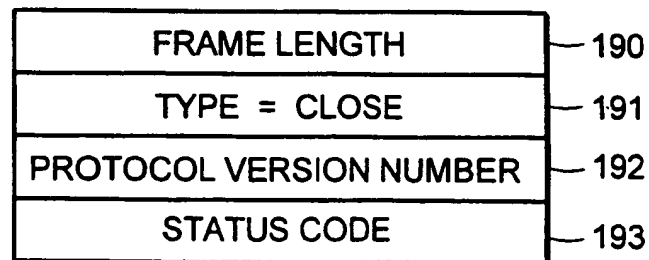 FRAME LENGTH 190
TYPE = CLOSE 191
PROTOCOL VERSION NUMBER 192
STATUS CODE 193